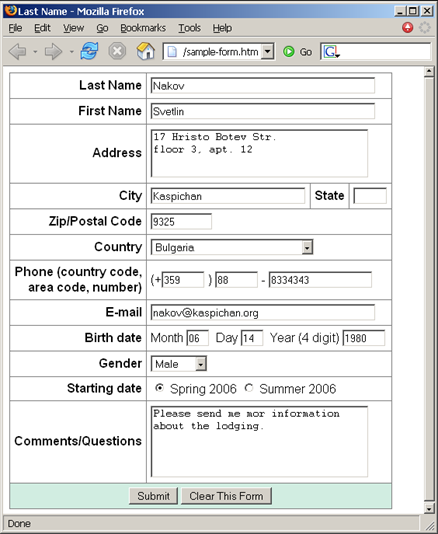 Last Name - Mozilla Firefox
File Edit View Go Bookmarks Tools Help
/sample-form.htm Go G
Last Name Nakov
First Name Svetlin
Address 17 Hristo Botev Str.
floor 3, apt. 12
City Kaspichan State
Zip/Postal Code 9325
Country Bulgaria
Phone (country code,
area code, number) (+359 ) 88 - 8334343
E-mail nakov@kaspichan.org
Birth date Month 06 Day 14 Year (4 digit) 1980
Gender Male
Starting date Spring 2006 Summer 2006
Comments/Questions Please send me mor information
about the lodging.
Submit Clear This Form
Done